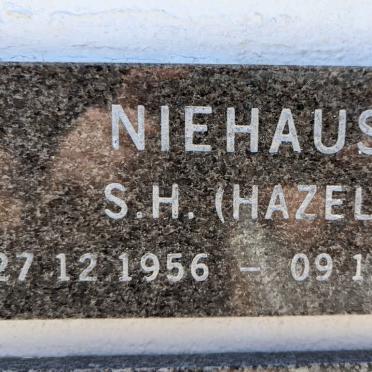 NIEHAUS
S.H. (HAZEL
27 12 1956 – 09 1